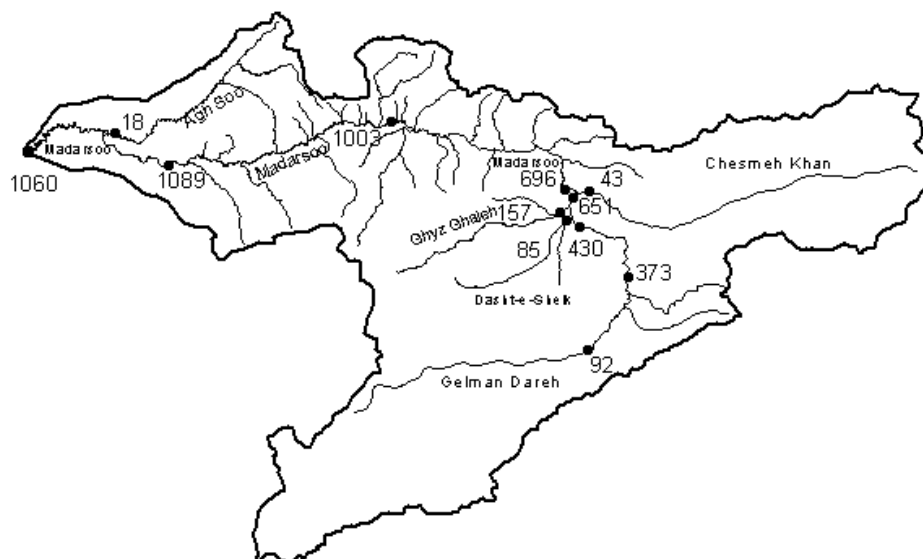 Agh Soo
18
1003
Madarsoo
1089
Madarsoo
1060
Madarsoo
Chesmeh Khan
696
43
651
157
Ghyz Ghaleh
85
430
373
Dasht-e-Sheik
92
Gelman Dareh